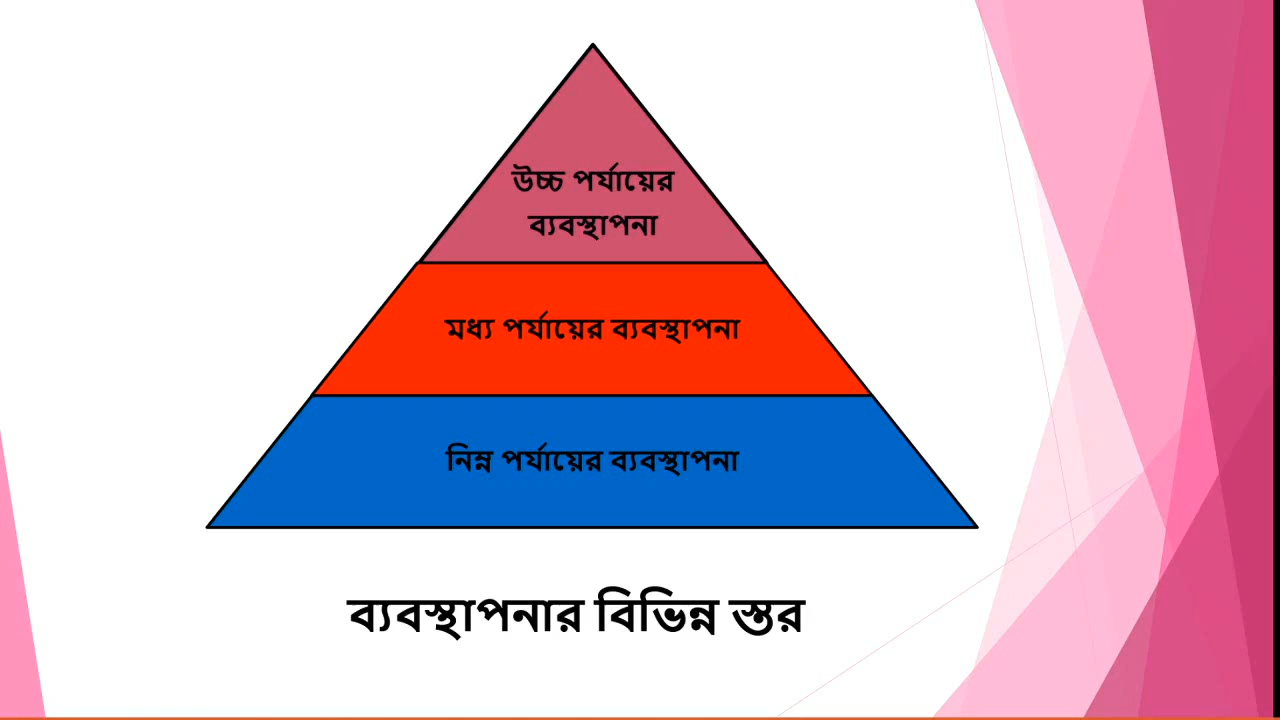 উচ্চ পর্যায়ের
ব্যবস্থাপনা
মধ্য পর্যায়ের ব্যবস্থাপনা
নিম্ন পর্যায়ের ব্যবস্থাপনা
ব্যবস্থাপনার বিভিন্ন স্তর